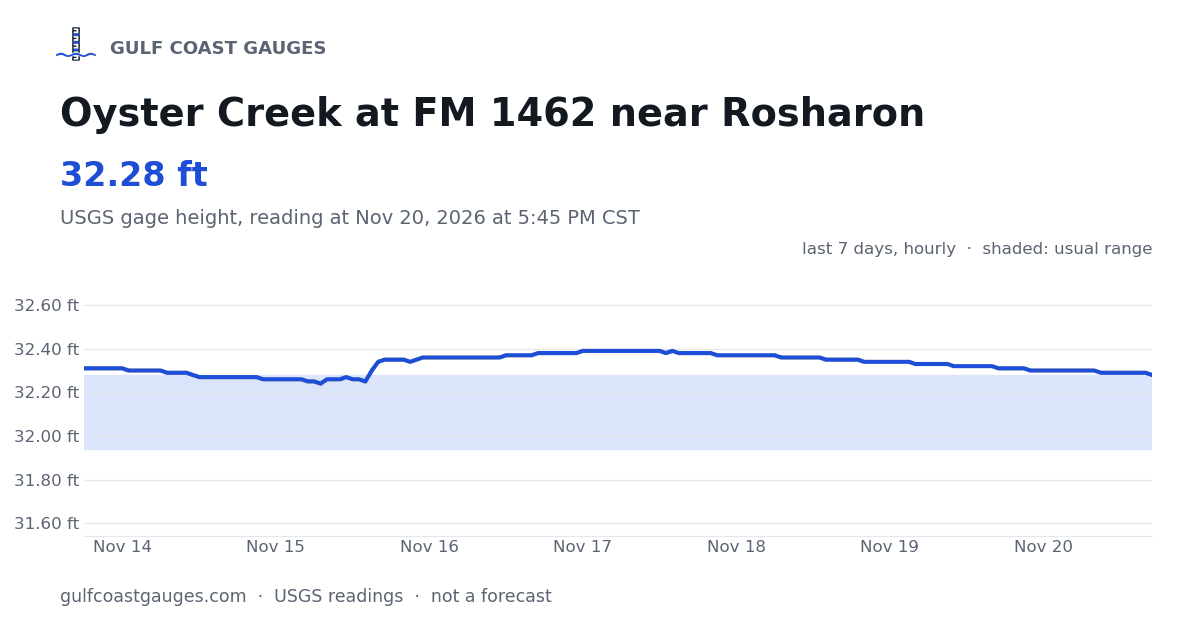 GULF COAST GAUGES
Oyster Creek at FM 1462 near Rosharon
32.28 ft
USGS gage height, reading at Nov 20, 2026 at 5:45 PM CST
last 7 days, hourly · shaded: usual range
32.60 ft
32.40 ft
32.20 ft
32.00 ft
31.80 ft
31.60 ft
Nov 14 Nov 15 Nov 16 Nov 17 Nov 18 Nov 19 Nov 20
gulfcoastgauges.com · USGS readings · not a forecast